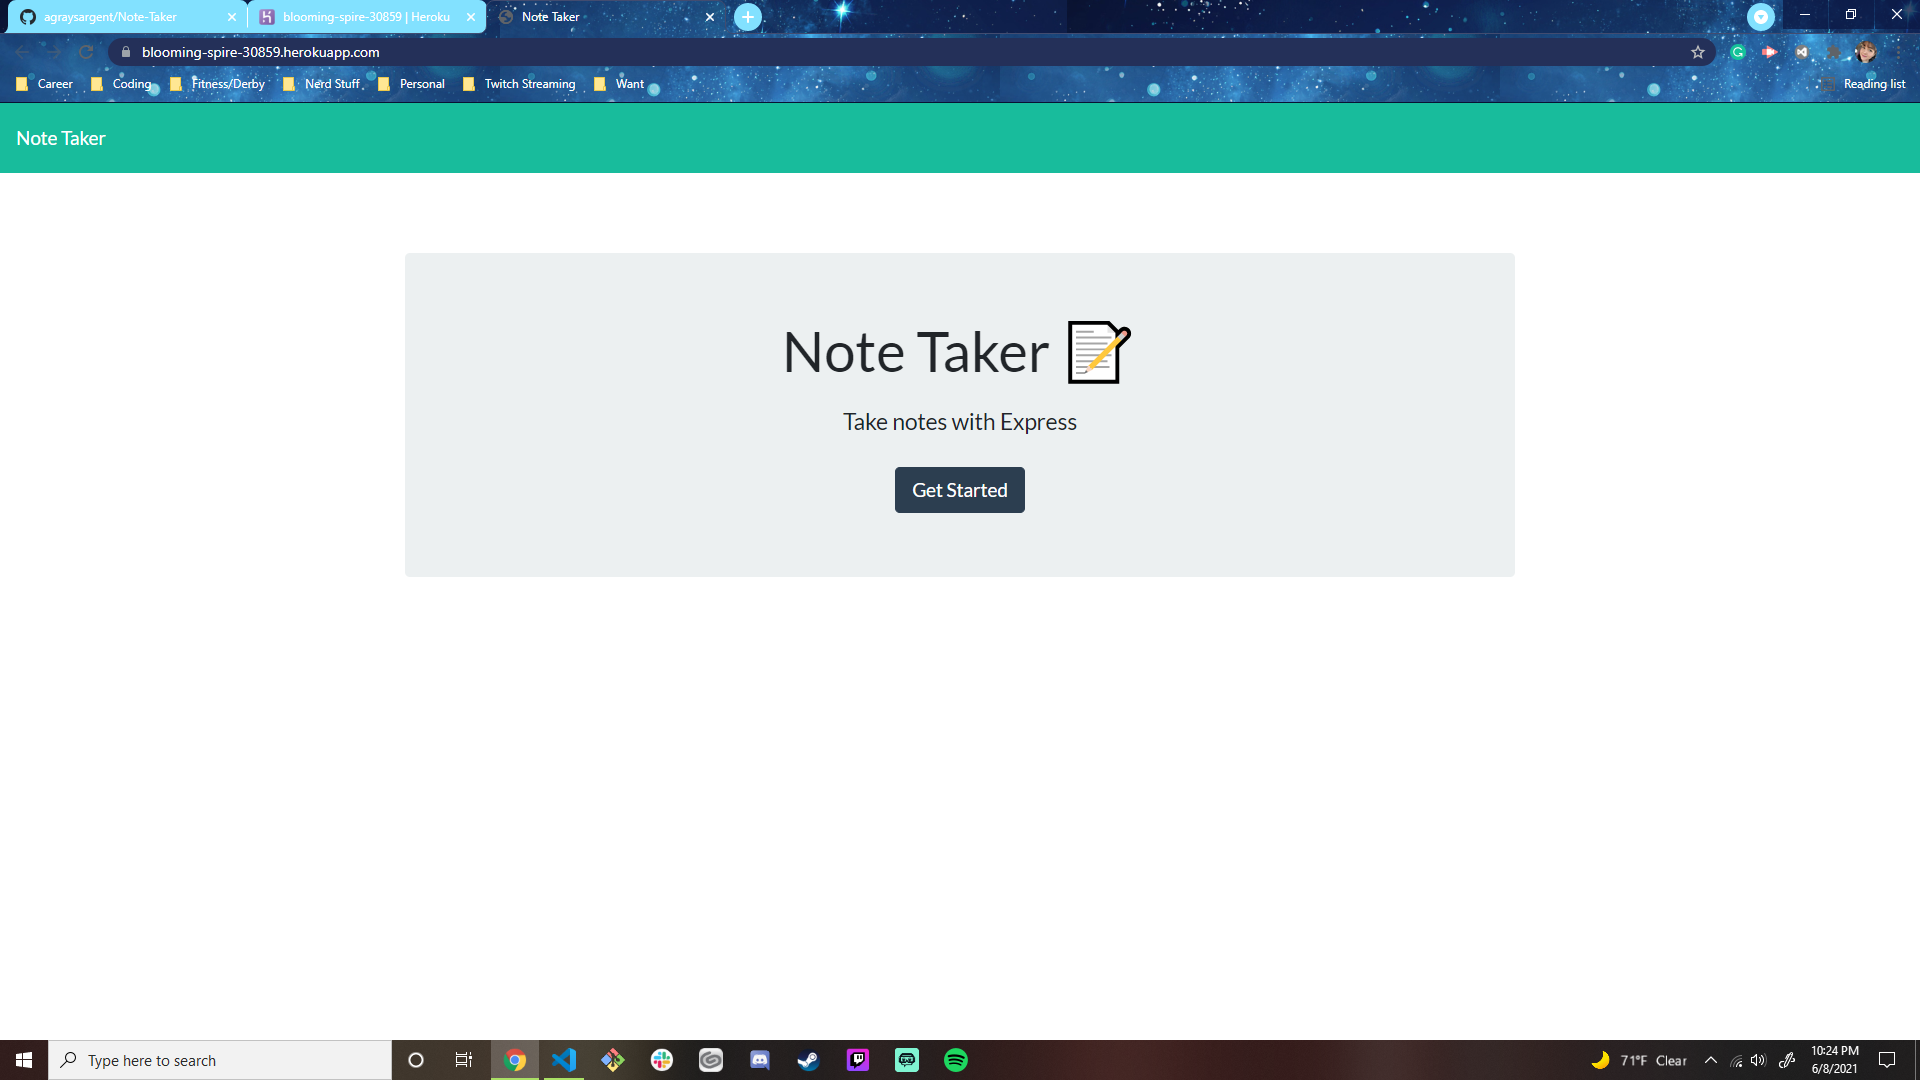 agraysargent/Note-Taker
blooming-spire-30859 | Heroku
Note Taker
blooming-spire-30859.herokuapp.com
Career
Coding
Fitness/Derby
Nerd Stuff
Personal
Twitch Streaming
Want
Reading list
Note Taker
Note Taker
Take notes with Express
Get Started
Type here to search
71°F Clear
10:24 PM
6/8/2021